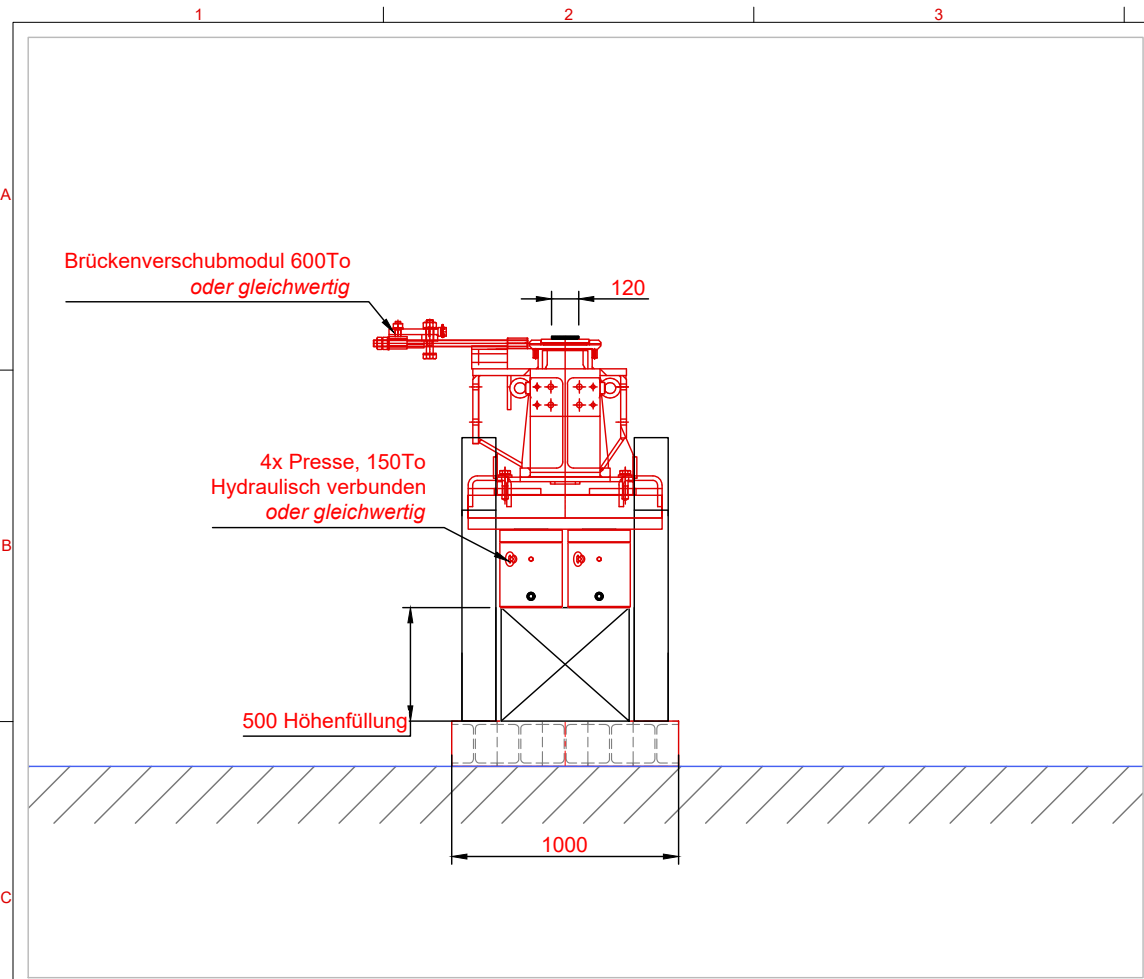 1
2
3
A
Brückenverschubmodul 600To
oder gleichwertig
120
4x Presse, 150To
Hydraulisch verbunden
oder gleichwertig
B
500 Höhenfüllung
1000
C